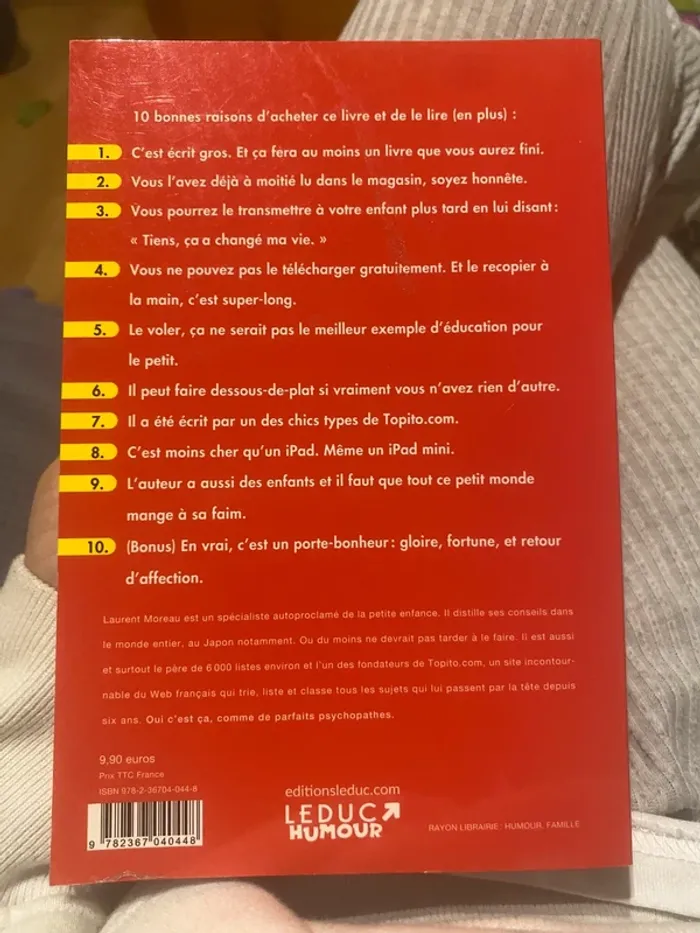 10 bonnes raisons d'acheter ce livre et de le lire (en plus) :
1. C'est écrit gros. Et ça fera au moins un livre que vous aurez fini.
2. Vous l'avez déjà à moitié lu dans le magasin, soyez honnête.
3. Vous pourrez le transmettre à votre enfant plus tard en lui disant :
« Tiens, ça a changé ma vie. »
4. Vous ne pouvez pas le télécharger gratuitement. Et le recopier à
la main, c'est super-long.
5. Le voler, ça ne serait pas le meilleur exemple d'éducation pour
le petit.
6. Il peut faire dessous-de-plat si vraiment vous n'avez rien d'autre.
7. Il a été écrit par un des chics types de Topito.com.
8. C'est moins cher qu'un iPad. Même un iPad mini.
9. L'auteur a aussi des enfants et il faut que tout ce petit monde
mange à sa faim.
10. (Bonus) En vrai, c'est un porte-bonheur : gloire, fortune, et retour
d'affection.
Laurent Moreau est un spécialiste autoproclamé de la petite enfance. Il distille ses conseils dans
le monde entier, au Japon notamment. Ou du moins ne devrait pas tarder à le faire. Il est aussi
et surtout le père de 6 000 listes environ et l'un des fondateurs de Topito.com, un site incontour-
nable du Web français qui trie, liste et classe tous les sujets qui lui passent par la tête depuis
six ans. Oui c'est ça, comme de parfaits psychopathes.
9,90 euros
Prix TTC France
ISBN 978-2-36704-044-8
9 782367 040448
editionsleduc.com
LEDUC
HUMOUR
RAYON LIBRAIRIE : HUMOUR, FAMILLE